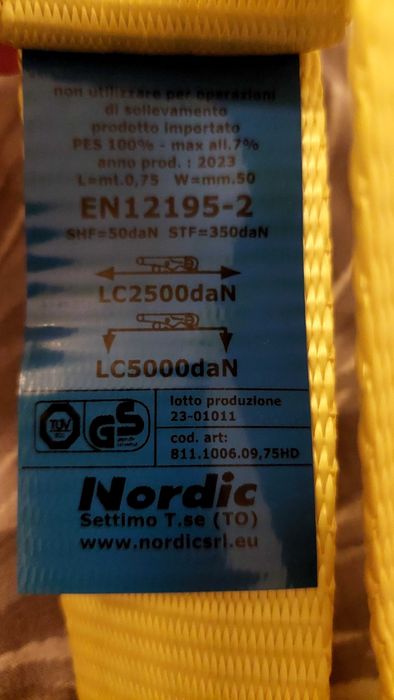 non utilizzare per operazioni
di sollevamento
prodotto importato
PES 100% - max all.7%
anno prod. : 2023
L=mt.0,75 W=mm.50
EN12195-2
SHF=50daN STF=350daN
LC2500daN
LC5000daN
lotto produzione
23-01011
cod. art:
811.1006.09,75HD
TÜV
GS
Nordic
Settimo T.se (TO)
www.nordicsrl.eu